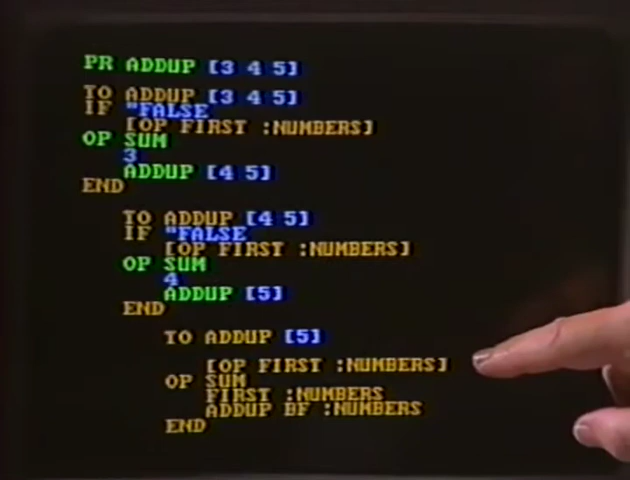 PR ADDUP [3 4 5]
TO ADDUP [3 4 5]
IF "FALSE
[OP FIRST :NUMBERS]
OP SUM
3
ADDUP [4 5]
END
TO ADDUP [4 5]
IF "FALSE
[OP FIRST :NUMBERS]
OP SUM
4
ADDUP [5]
END
TO ADDUP [5]
[OP FIRST :NUMBERS]
OP SUM
FIRST :NUMBERS
ADDUP BF :NUMBERS
END